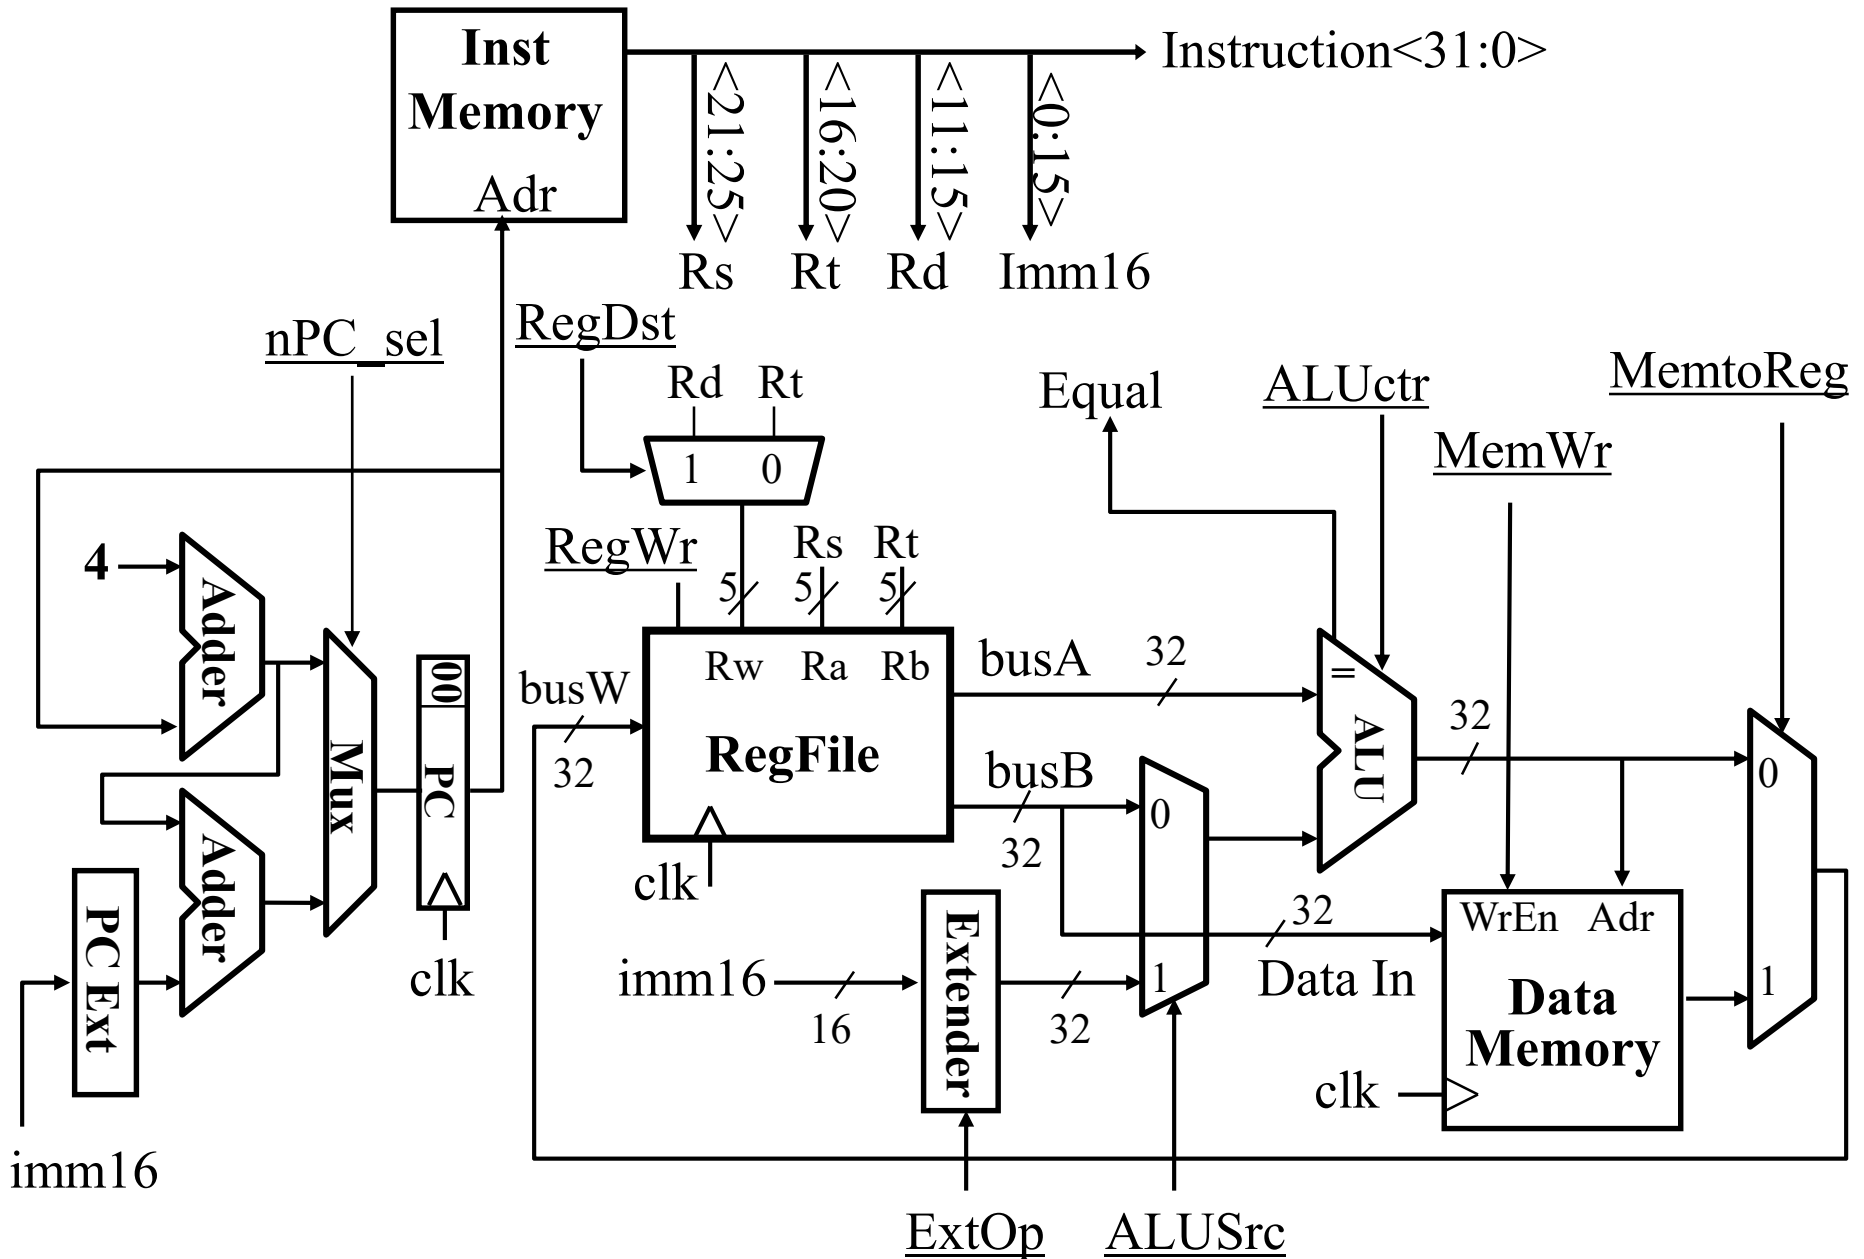 Inst
Memory
Adr
Instruction<31:0>
<21:25>
<16:20>
<11:15>
<0:15>
Rs
Rt
Rd
Imm16
nPC_sel
RegDst
Rd
Rt
1
0
Equal
ALUctr
MemWr
MemtoReg
4
Adder
Adder
PC Ext
imm16
Mux
00
PC
clk
RegWr
5
Rs
5
Rt
5
busW
32
Rw
Ra
Rb
RegFile
clk
busA
32
busB
32
imm16
16
Extender
32
ExtOp
0
1
ALUSrc
=
ALU
32
32
Data In
WrEn
Adr
Data
Memory
clk
0
1